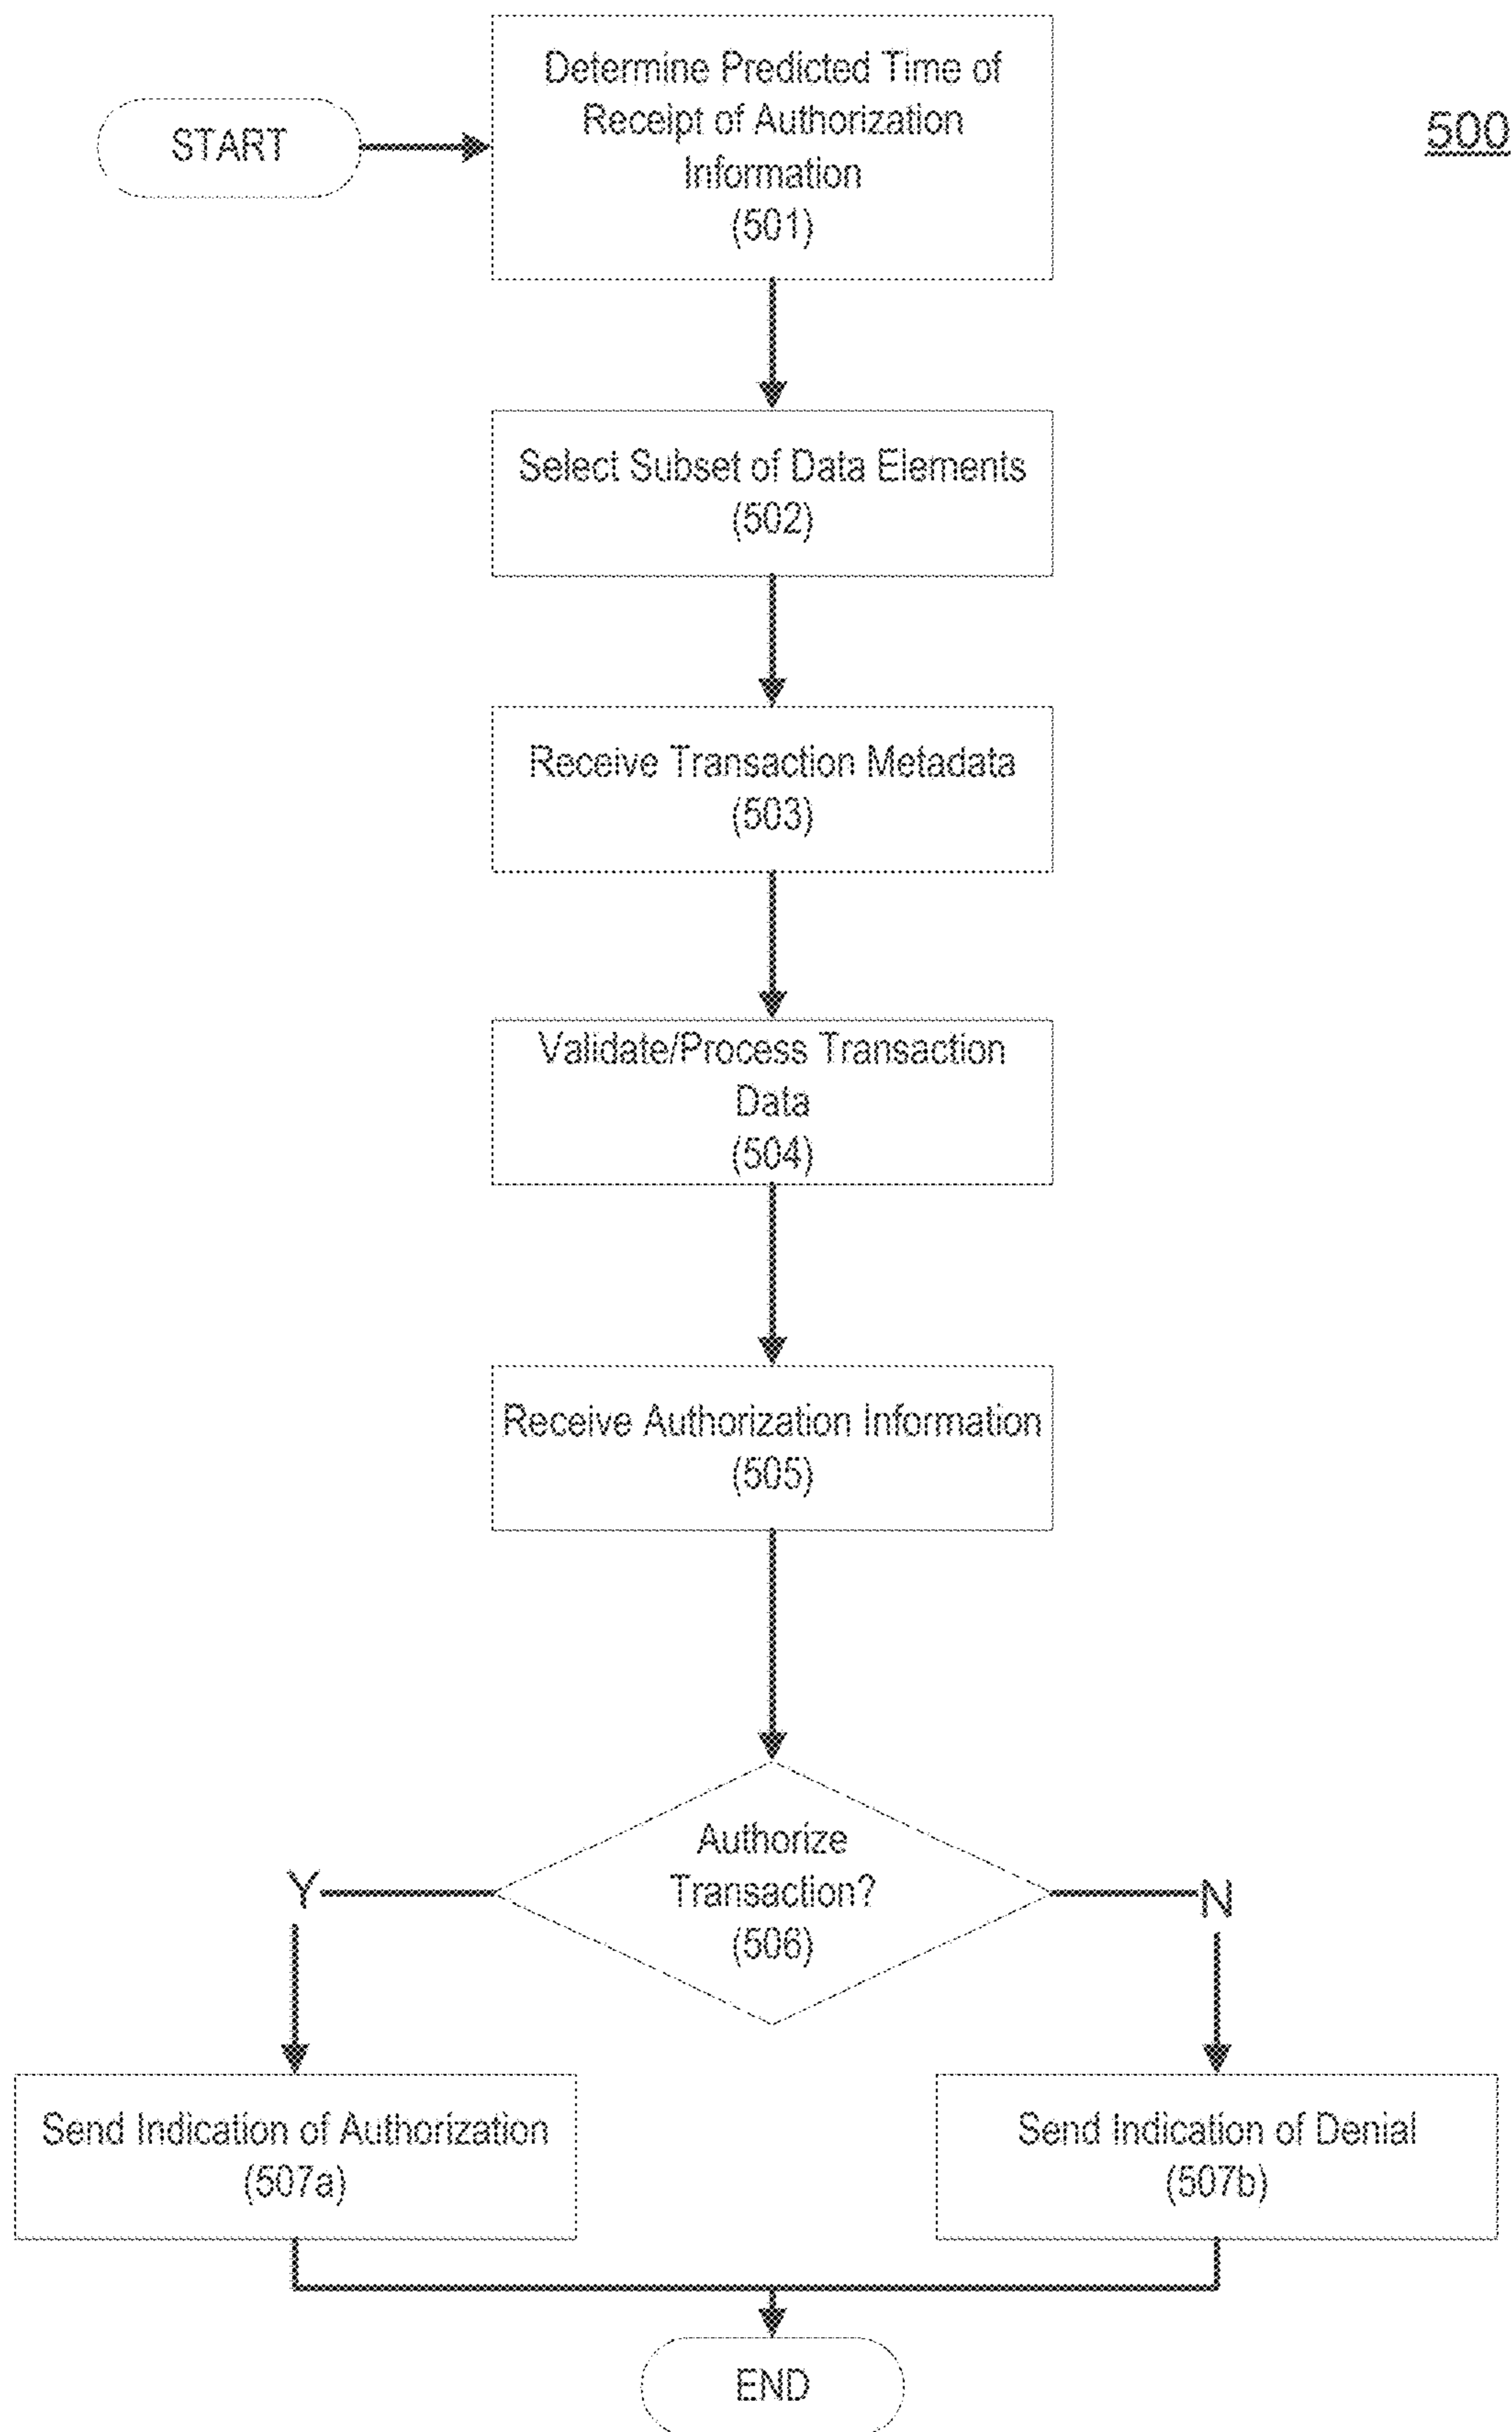 Determine Predicted Time of
Receipt of Authorization
Information
(501)
START
500
Select Subset of Data Elements
(502)
Receive Transaction Metadata
(503)
Validate/Process Transaction
Data
(504)
Receive Authorization Information
(505)
Authorize
Transaction?
(506)
Y
N
Send Indication of Authorization
(507a)
Send Indication of Denial
(507b)
END